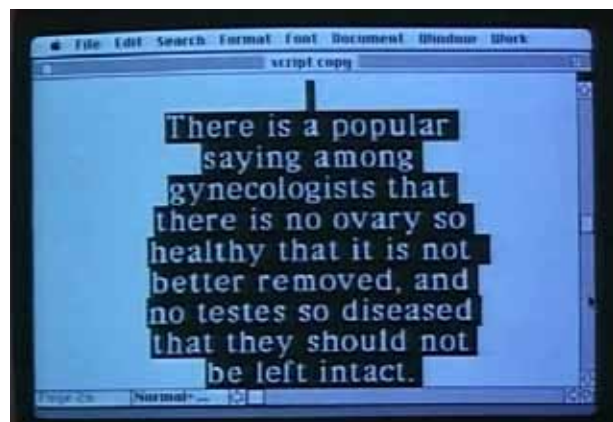 File Edit Search Format Font Document Window Work
script copy
There is a popular
saying among
gynecologists that
there is no ovary so
healthy that it is not
better removed, and
no testes so diseased
that they should not
be left intact.
Normal+...